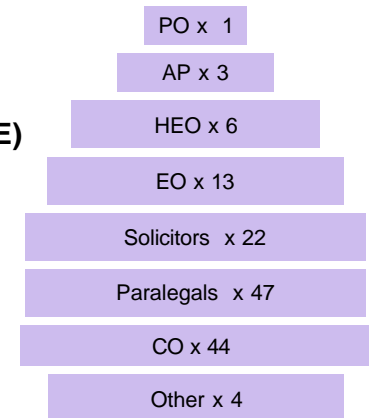 PO x 1
AP x 3
E)
HEO x 6
EO x 13
Solicitors x 22
Paralegals x 47
CO x 44
Other x 4